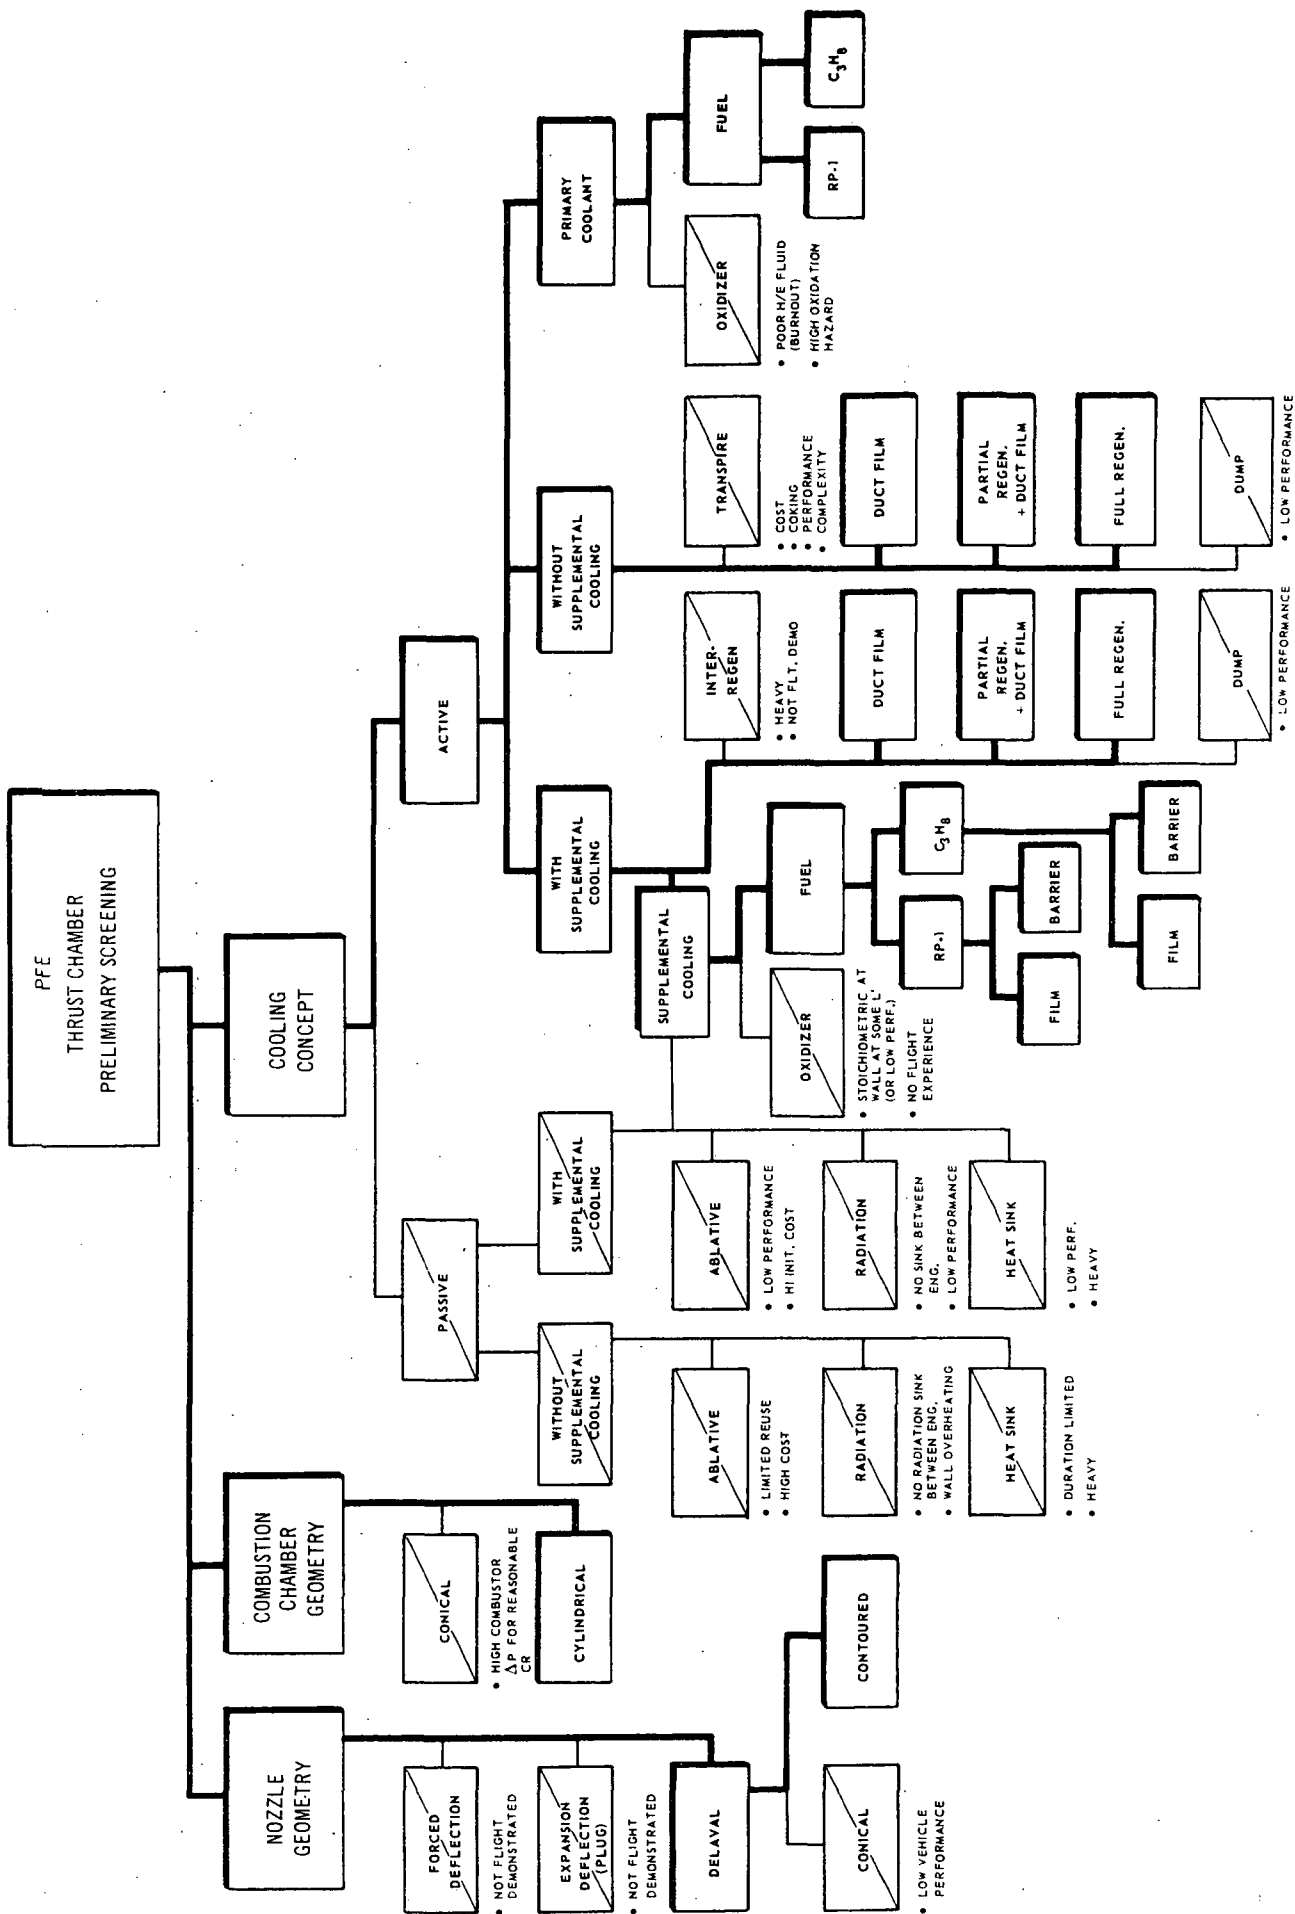 PFE
THRUST CHAMBER
PRELIMINARY SCREENING
NOZZLE
GEOMETRY
FORCED
DEFLECTION
• NOT FLIGHT
DEMONSTRATED
EXPANSION
DEFLECTION
(PLUG)
• NOT FLIGHT
DEMONSTRATED
DELAVAL
CONICAL
• LOW VEHICLE
PERFORMANCE
CONTOURED
COMBUSTION
CHAMBER
GEOMETRY
CONICAL
• HIGH COMBUSTOR
ΔP FOR REASONABLE
CR
CYLINDRICAL
COOLING
CONCEPT
PASSIVE
WITHOUT
SUPPLEMENTAL
COOLING
ABLATIVE
• LIMITED REUSE
• HIGH COST
RADIATION
• NO RADIATION SINK
BETWEEN ENG.
• WALL OVERHEATING
HEAT SINK
• DURATION LIMITED
• HEAVY
WITH
SUPPLEMENTAL
COOLING
ABLATIVE
• LOW PERFORMANCE
• HI INIT. COST
RADIATION
• NO SINK BETWEEN
ENG.
• LOW PERFORMANCE
HEAT SINK
• LOW PERF.
• HEAVY
ACTIVE
WITH
SUPPLEMENTAL
COOLING
SUPPLEMENTAL
COOLING
OXIDIZER
• STOICHIOMETRIC AT
WALL AT SOME L'
(OR LOW PERF.)
• NO FLIGHT
EXPERIENCE
FUEL
RP-1
FILM
BARRIER
C₃H₈
FILM
BARRIER
INTER-
REGEN
• HEAVY
• NOT FLT. DEMO
DUCT FILM
PARTIAL
REGEN.
+ DUCT FILM
FULL REGEN.
DUMP
• LOW PERFORMANCE
WITHOUT
SUPPLEMENTAL
COOLING
TRANSPIRE
• COST
• COKING
• PERFORMANCE
• COMPLEXITY
DUCT FILM
PARTIAL
REGEN.
+ DUCT FILM
FULL REGEN.
DUMP
• LOW PERFORMANCE
PRIMARY
COOLANT
OXIDIZER
• POOR H/E FLUID
(BURNOUT)
• HIGH OXIDATION
HAZARD
FUEL
RP-1
C₃H₈